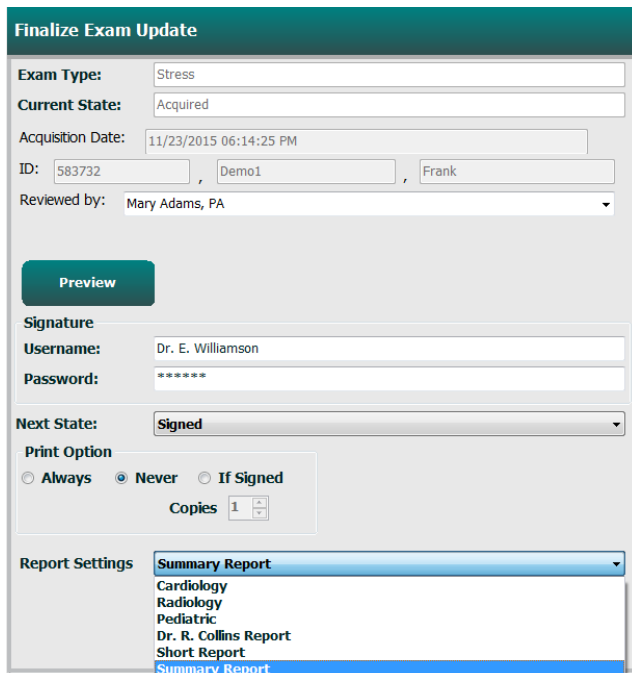 Finalize Exam Update
Exam Type: Stress
Current State: Acquired
Acquisition Date: 11/23/2015 06:14:25 PM
ID: 583732 , Demo1 , Frank
Reviewed by: Mary Adams, PA
Preview
Signature
Username: Dr. E. Williamson
Password: ******
Next State: Signed
Print Option
Always Never If Signed
Copies 1
Report Settings Summary Report
Cardiology
Radiology
Pediatric
Dr. R. Collins Report
Short Report
Summary Report